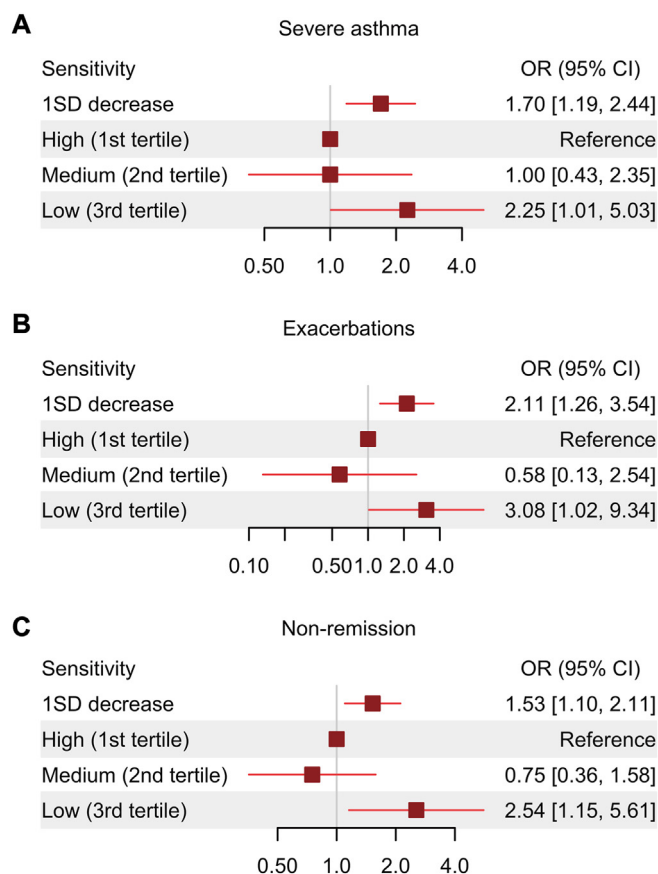 A
Severe asthma
Sensitivity OR (95% CI)
1SD decrease 1.70 [1.19, 2.44]
High (1st tertile) Reference
Medium (2nd tertile) 1.00 [0.43, 2.35]
Low (3rd tertile) 2.25 [1.01, 5.03]
0.50 1.0 2.0 4.0
B
Exacerbations
Sensitivity OR (95% CI)
1SD decrease 2.11 [1.26, 3.54]
High (1st tertile) Reference
Medium (2nd tertile) 0.58 [0.13, 2.54]
Low (3rd tertile) 3.08 [1.02, 9.34]
0.10 0.50 1.0 2.0 4.0
C
Non-remission
Sensitivity OR (95% CI)
1SD decrease 1.53 [1.10, 2.11]
High (1st tertile) Reference
Medium (2nd tertile) 0.75 [0.36, 1.58]
Low (3rd tertile) 2.54 [1.15, 5.61]
0.50 1.0 2.0 4.0